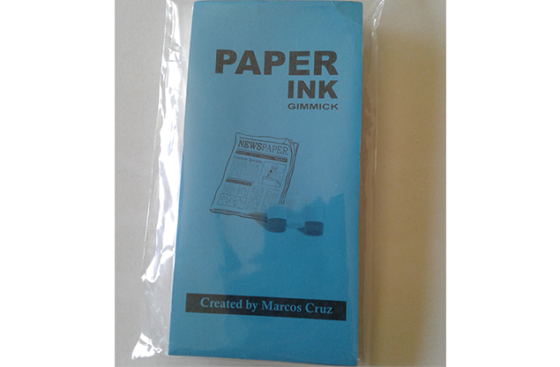 PAPER
INK
GIMMICK
NEWSPAPER
Created by Marcos Cruz